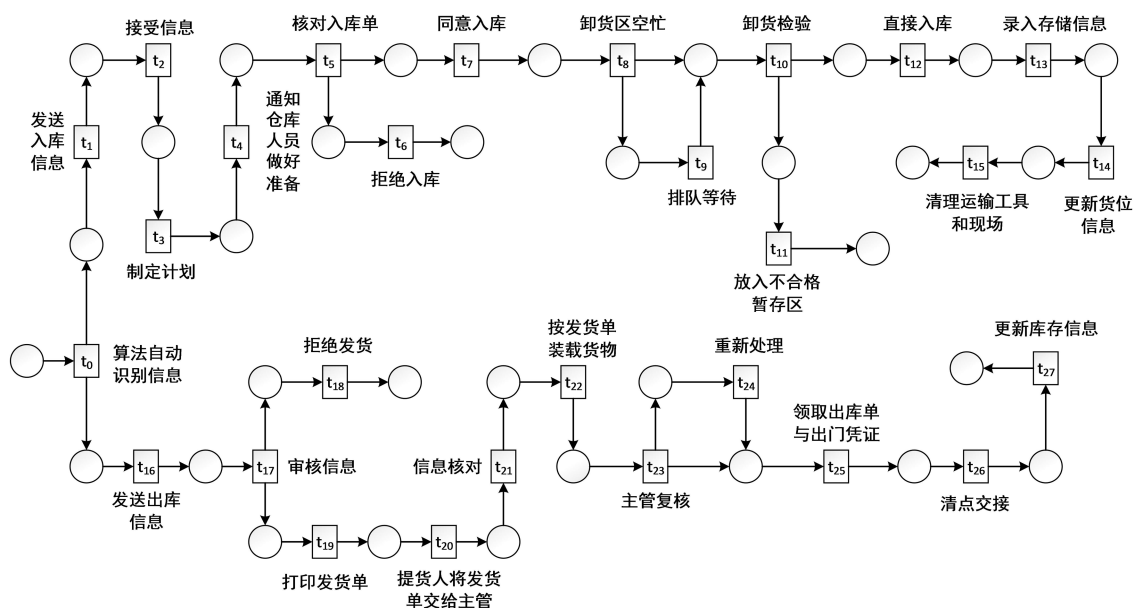 接受信息
核对入库单
同意入库
卸货区空忙
卸货检验
直接入库
录入存储信息
t2
t5
t7
t8
t10
t12
t13
发送
入库
信息
t1
t4
通知
仓库
人员
做好
准备
t6
拒绝入库
t9
排队等待
t15
t14
清理运输工具
和现场
更新货位
信息
t3
制定计划
t11
放入不合格
暂存区
t0
算法自动
识别信息
拒绝发货
t18
按发货单
装载货物
t22
重新处理
t24
更新库存信息
t27
领取出库单
与出门凭证
t16
发送出库
信息
t17
审核信息
信息核对
t21
t23
主管复核
t25
t26
清点交接
t19
打印发货单
t20
提货人将发货
单交给主管